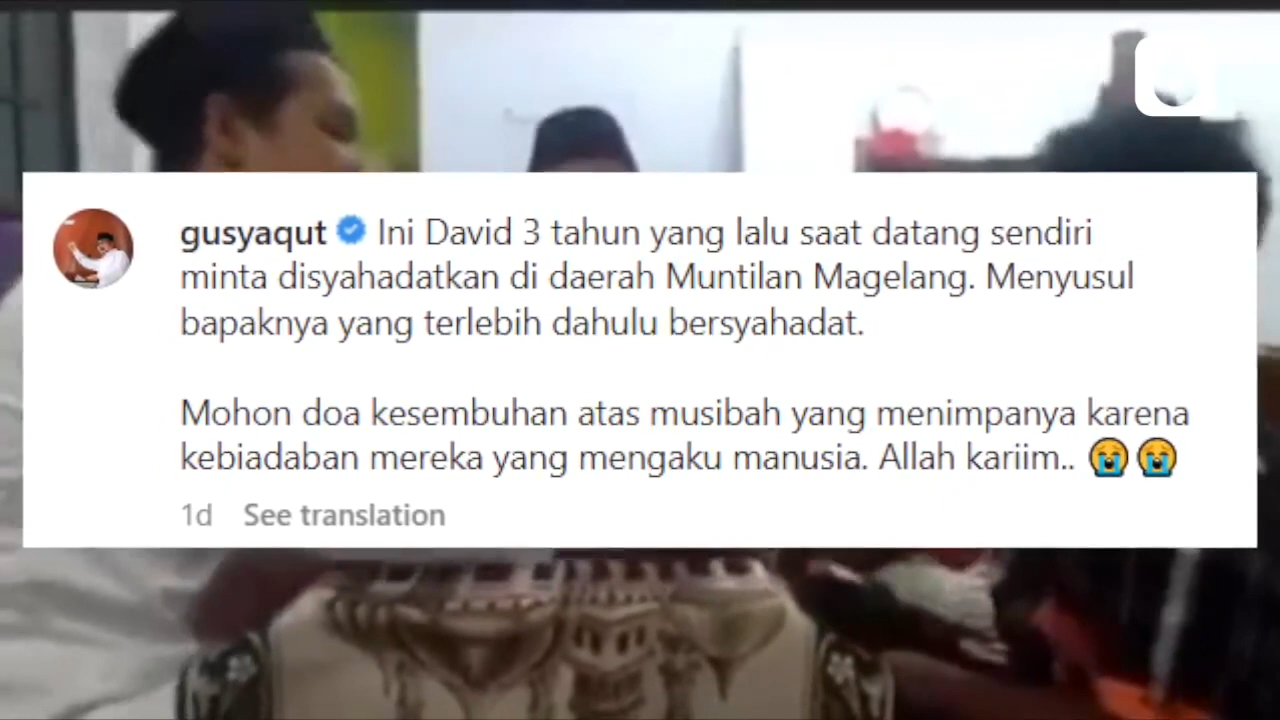 gusyaqut Ini David 3 tahun yang lalu saat datang sendiri
minta disyahadatkan di daerah Muntilan Magelang. Menyusul
bapaknya yang terlebih dahulu bersyahadat.
Mohon doa kesembuhan atas musibah yang menimpanya karena
kebiadaban mereka yang mengaku manusia. Allah kariim.. 😭😭
1d See translation